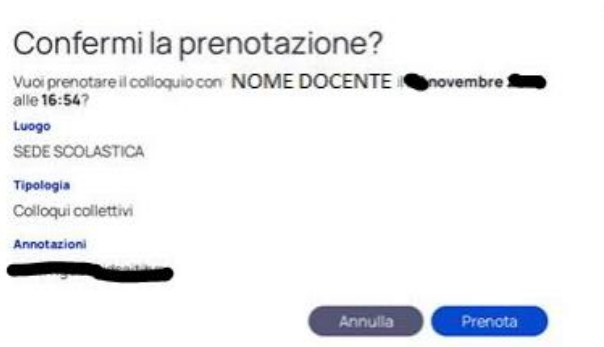 Confermi la prenotazione?
Vuoi prenotare il colloquio con NOME DOCENTE il novembre
alle 16:54?
Luogo
SEDE SCOLASTICA
Tipologia
Colloqui collettivi
Annotazioni
Annulla Prenota